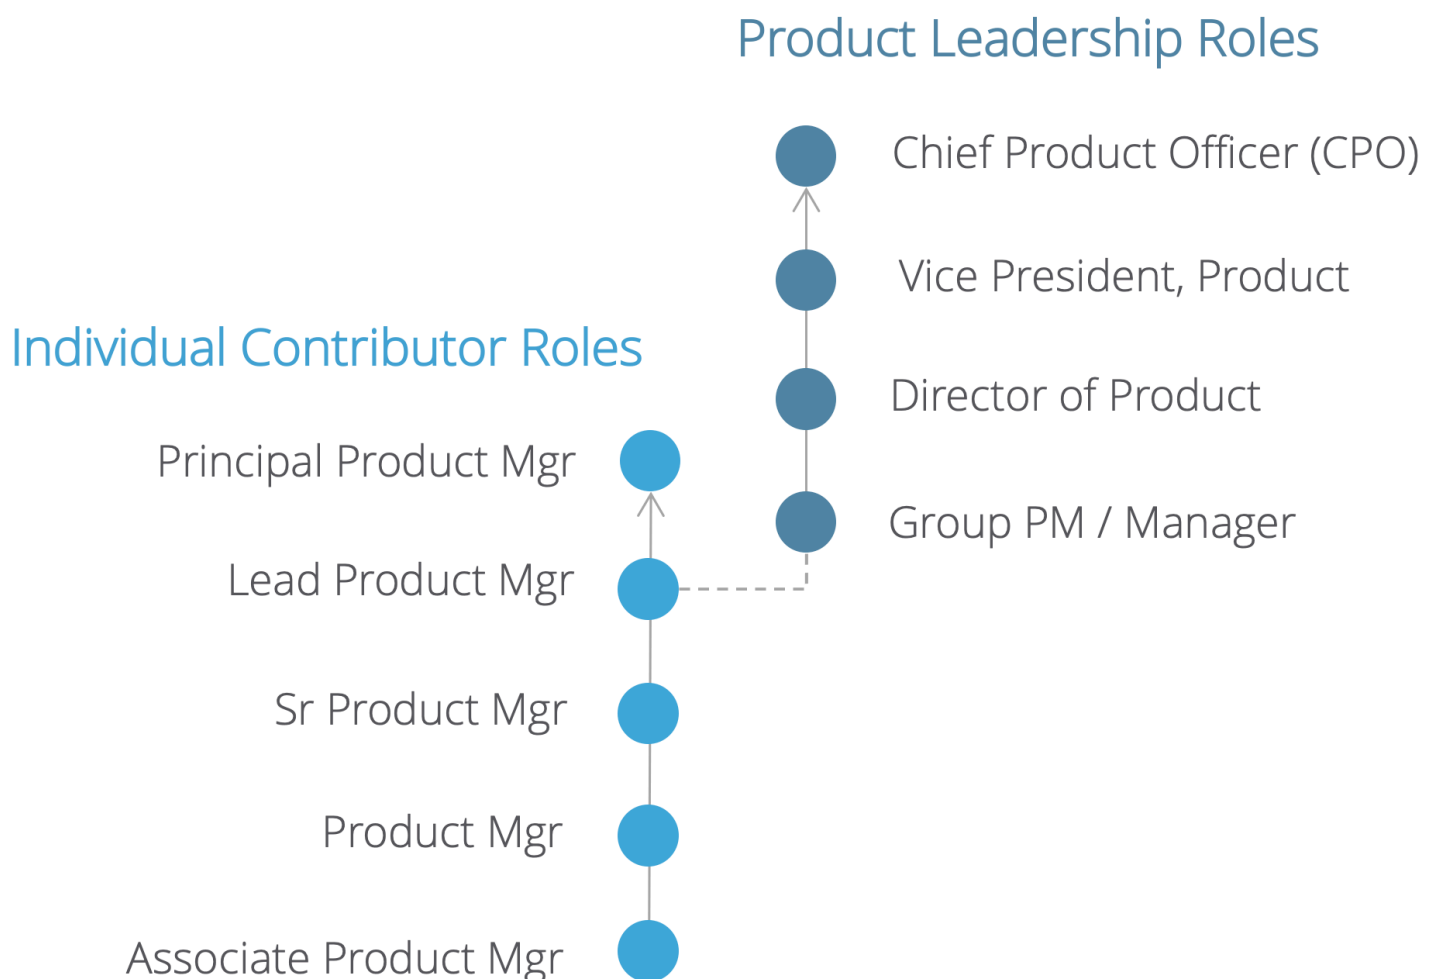 Product Leadership Roles
Chief Product Officer (CPO)
Vice President, Product
Director of Product
Group PM / Manager
Individual Contributor Roles
Principal Product Mgr
Lead Product Mgr
Sr Product Mgr
Product Mgr
Associate Product Mgr